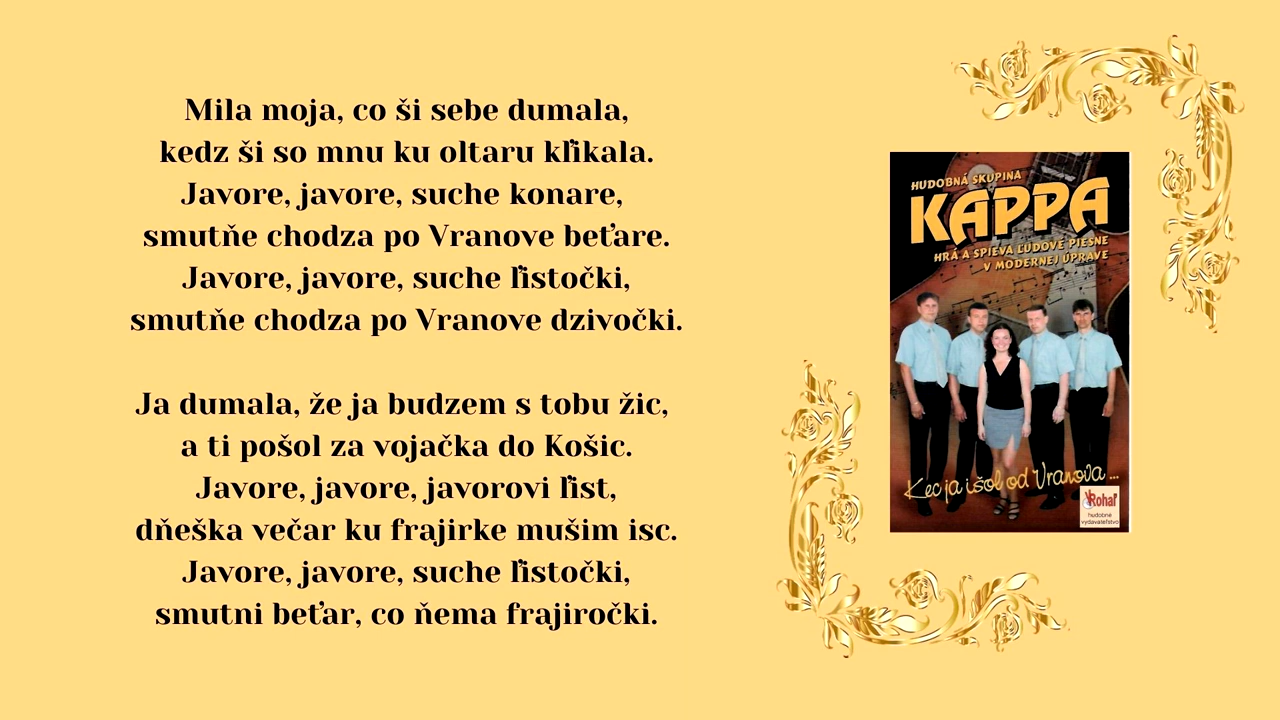 Mila moja, co ši sebe dumala,
kedz ši so mnu ku oltaru kľikala.
Javore, javore, suche konare,
smutňe chodza po Vranove beťare.
Javore, javore, suche ľistočki,
smutňe chodza po Vranove dzivočki.
Ja dumala, že ja budzem s tobu žic,
a ti pošol za vojačka do Košic.
Javore, javore, javorovi ľist,
dňeška večar ku frajirke mušim isc.
Javore, javore, suche ľistočki,
smutni beťar, co ňema frajiročki.
HUDOBNÁ SKUPINA
KAPPA
HRÁ A SPIEVA ĽUDOVÉ PIESNE
V MODERNEJ ÚPRAVE
Kec ja išol od Vranova ...
Rohaľ
hudobné
vydavateľstvo